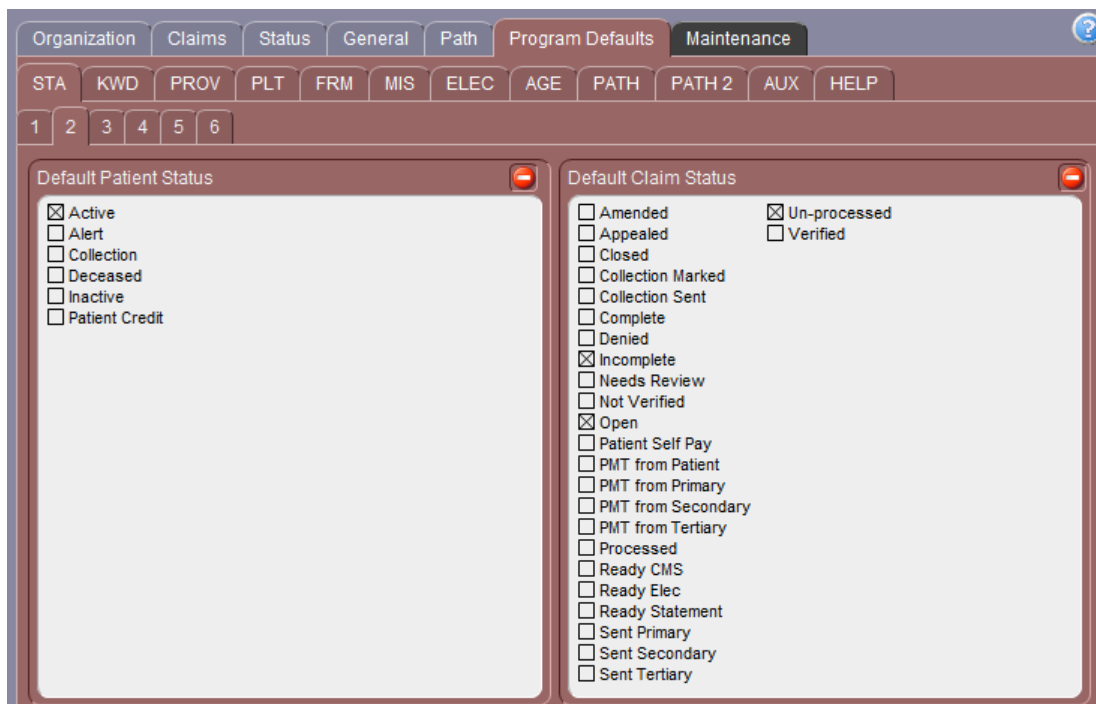 Organization Claims Status General Path Program Defaults Maintenance ?
STA KWD PROV PLT FRM MIS ELEC AGE PATH PATH 2 AUX HELP
1 2 3 4 5 6
Default Patient Status
Active
Alert
Collection
Deceased
Inactive
Patient Credit
Default Claim Status
Amended
Appealed
Closed
Collection Marked
Collection Sent
Complete
Denied
Incomplete
Needs Review
Not Verified
Open
Patient Self Pay
PMT from Patient
PMT from Primary
PMT from Secondary
PMT from Tertiary
Processed
Ready CMS
Ready Elec
Ready Statement
Sent Primary
Sent Secondary
Sent Tertiary
Un-processed
Verified